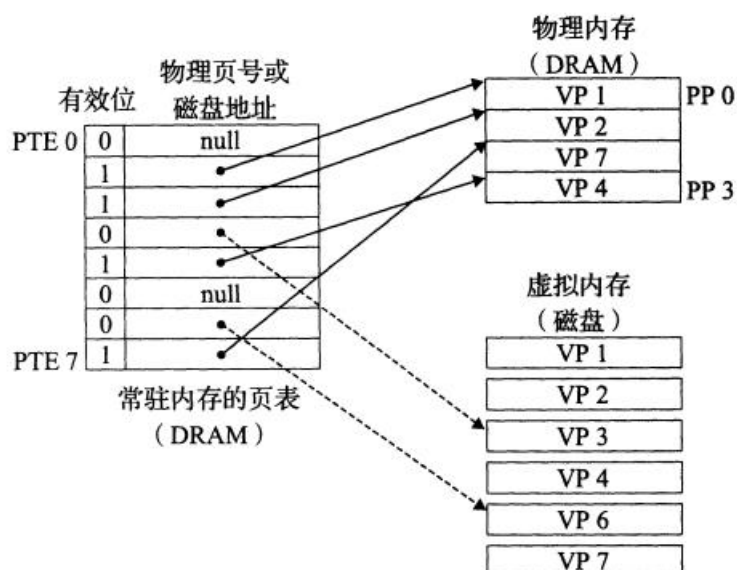 物理页号或
磁盘地址
有效位
PTE 0
0
null
1
1
0
1
0
null
0
PTE 7
1
常驻内存的页表
（DRAM）
物理内存
（DRAM）
VP 1
PP 0
VP 2
VP 7
VP 4
PP 3
虚拟内存
（磁盘）
VP 1
VP 2
VP 3
VP 4
VP 6
VP 7